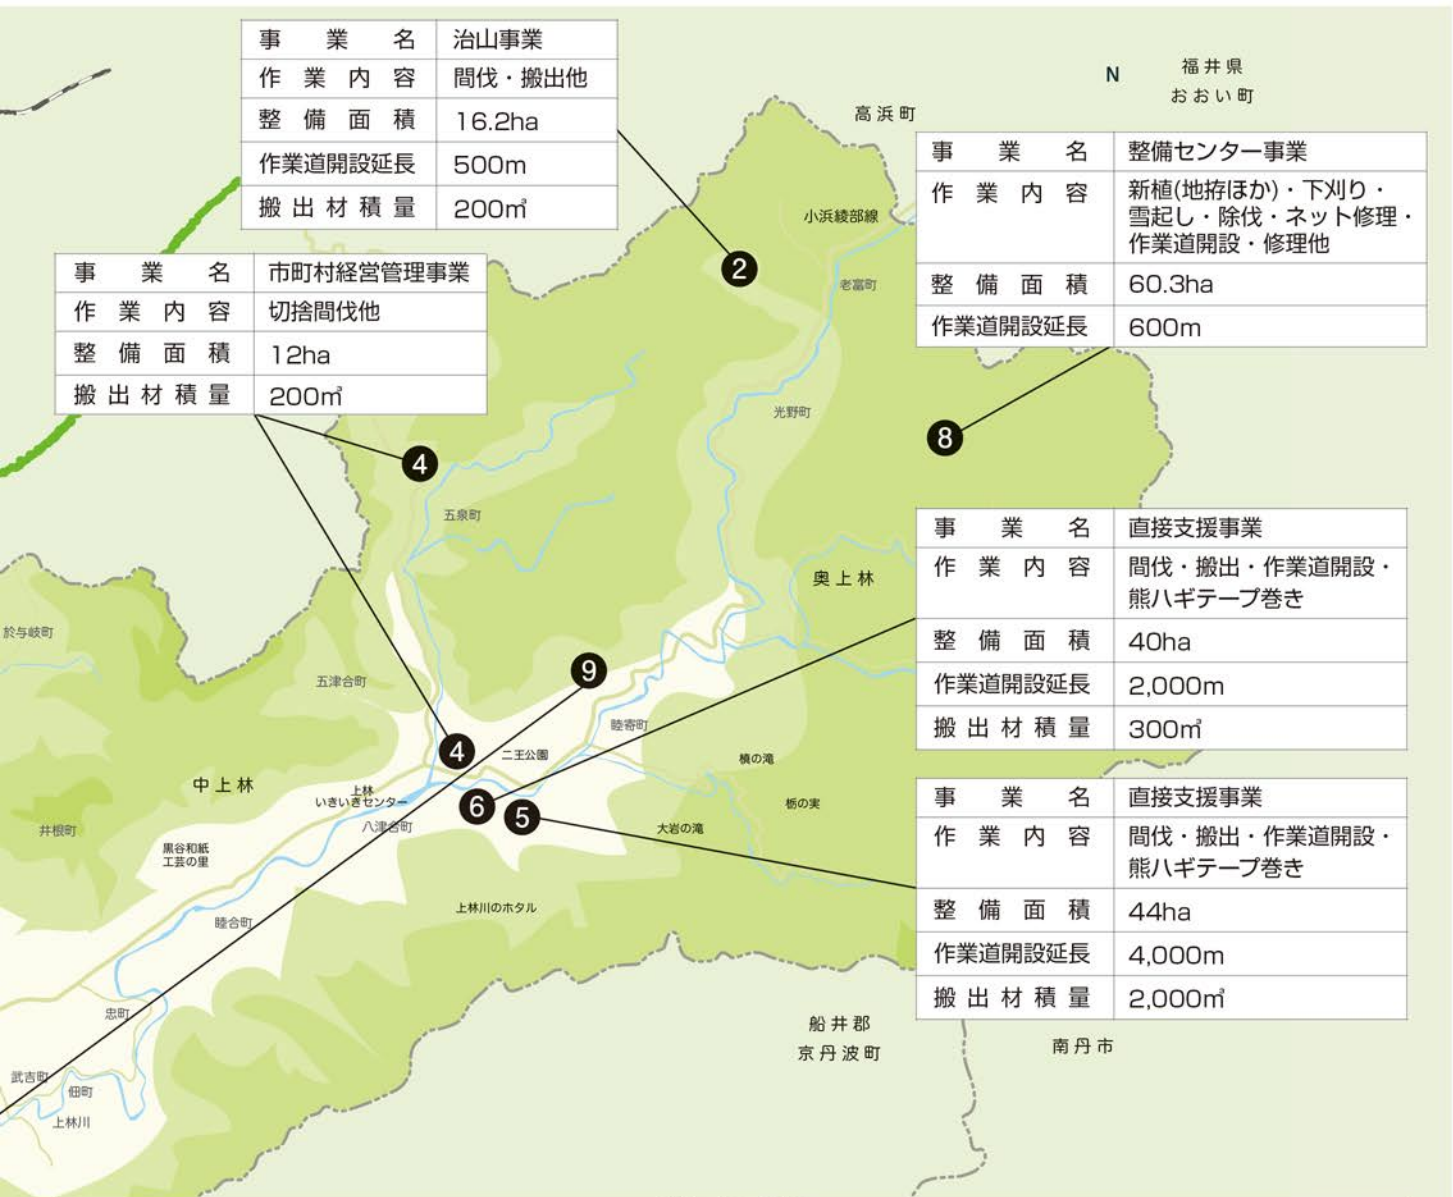 事業名 治山事業
作業内容 間伐・搬出他
整備面積 16.2ha
作業道開設延長 500m
搬出材積量 200㎥
N
福井県
おおい町
高浜町
事業名 整備センター事業
作業内容 新植(地拵ほか)・下刈り・
雪起し・除伐・ネット修理・
作業道開設・修理他
整備面積 60.3ha
作業道開設延長 600m
小浜綾部線
2
老富町
事業名 市町村経営管理事業
作業内容 切捨間伐他
整備面積 12ha
搬出材積量 200㎥
光野町
8
4
五泉町
事業名 直接支援事業
作業内容 間伐・搬出・作業道開設・
熊ハギテープ巻き
整備面積 40ha
作業道開設延長 2,000m
搬出材積量 300㎥
奥上林
於与岐町
五津合町
9
睦寄町
4
二王公園
槙の滝
中上林
上林
いきいきセンター
6
5
栃の実
八津合町
大岩の滝
井根町
黒谷和紙
工芸の里
事業名 直接支援事業
作業内容 間伐・搬出・作業道開設・
熊ハギテープ巻き
整備面積 44ha
作業道開設延長 4,000m
搬出材積量 2,000㎥
上林川のホタル
睦合町
忠町
船井郡
京丹波町
南丹市
武吉町
佃町
上林川